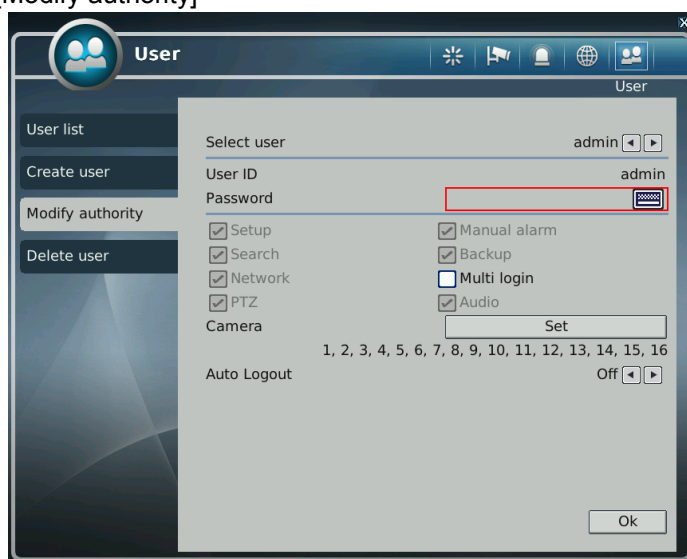 [Modify authority]
User
User
User list
Create user
Modify authority
Delete user
Select user admin
User ID admin
Password
Setup Manual alarm
Search Backup
Network Multi login
PTZ Audio
Camera Set
1, 2, 3, 4, 5, 6, 7, 8, 9, 10, 11, 12, 13, 14, 15, 16
Auto Logout Off
Ok